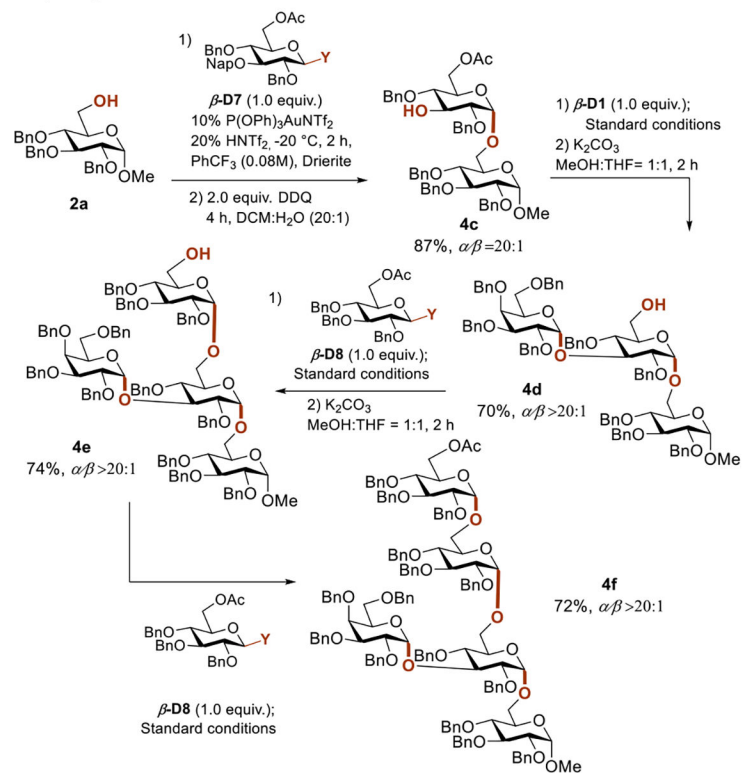 OAc
1)
BnO
O
Y
NapO
BnO
β-D7 (1.0 equiv.)
10% P(OPh)3AuNTf2
20% HNTf2, -20 °C, 2 h,
PhCF3 (0.08M), Drierite
2) 2.0 equiv. DDQ
4 h, DCM:H2O (20:1)
OH
BnO
O
BnO
BnO
OMe
2a
OAc
BnO
O
HO
BnO
O
BnO
O
BnO
BnO
OMe
4c
87%, α/β=20:1
1) β-D1 (1.0 equiv.);
Standard conditions
2) K2CO3
MeOH:THF= 1:1, 2 h
BnO
OBn
O
BnO
BnO
O
OH
BnO
O
BnO
O
BnO
O
BnO
BnO
OMe
4d
70%, α/β>20:1
1)
OAc
BnO
O
Y
BnO
BnO
β-D8 (1.0 equiv.);
Standard conditions
2) K2CO3
MeOH:THF = 1:1, 2 h
OH
BnO
O
BnO
BnO
O
BnO
OBn
O
BnO
BnO
O
BnO
O
BnO
O
BnO
O
BnO
BnO
OMe
4e
74%, α/β>20:1
OAc
BnO
O
Y
BnO
BnO
β-D8 (1.0 equiv.);
Standard conditions
OAc
BnO
O
BnO
BnO
O
BnO
O
BnO
BnO
O
BnO
OBn
O
BnO
BnO
O
BnO
O
BnO
O
BnO
O
BnO
BnO
OMe
4f
72%, α/β>20:1